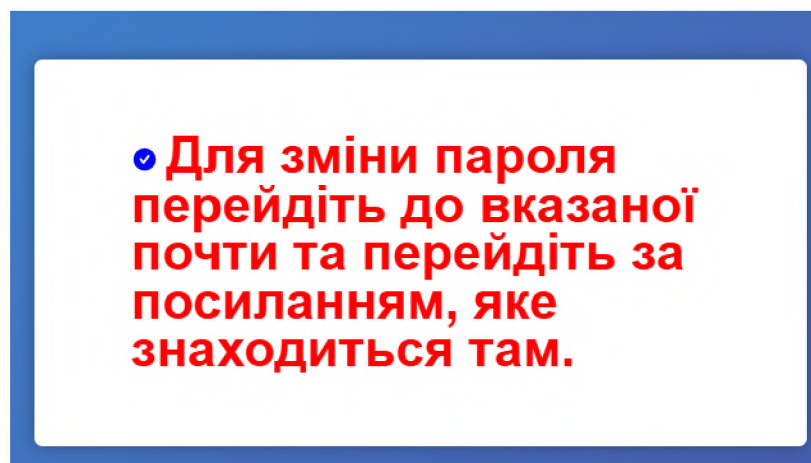 Для зміни пароля
перейдіть до вказаної
почти та перейдіть за
посиланням, яке
знаходиться там.